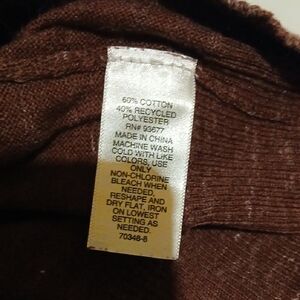 60% COTTON
40% RECYCLED
POLYESTER
RN# 93677
MADE IN CHINA
MACHINE WASH
COLD WITH LIKE
COLORS, USE
ONLY
NON-CHLORINE
BLEACH WHEN
NEEDED.
RESHAPE AND
DRY FLAT, IRON
ON LOWEST
SETTING AS
NEEDED.
70348-8